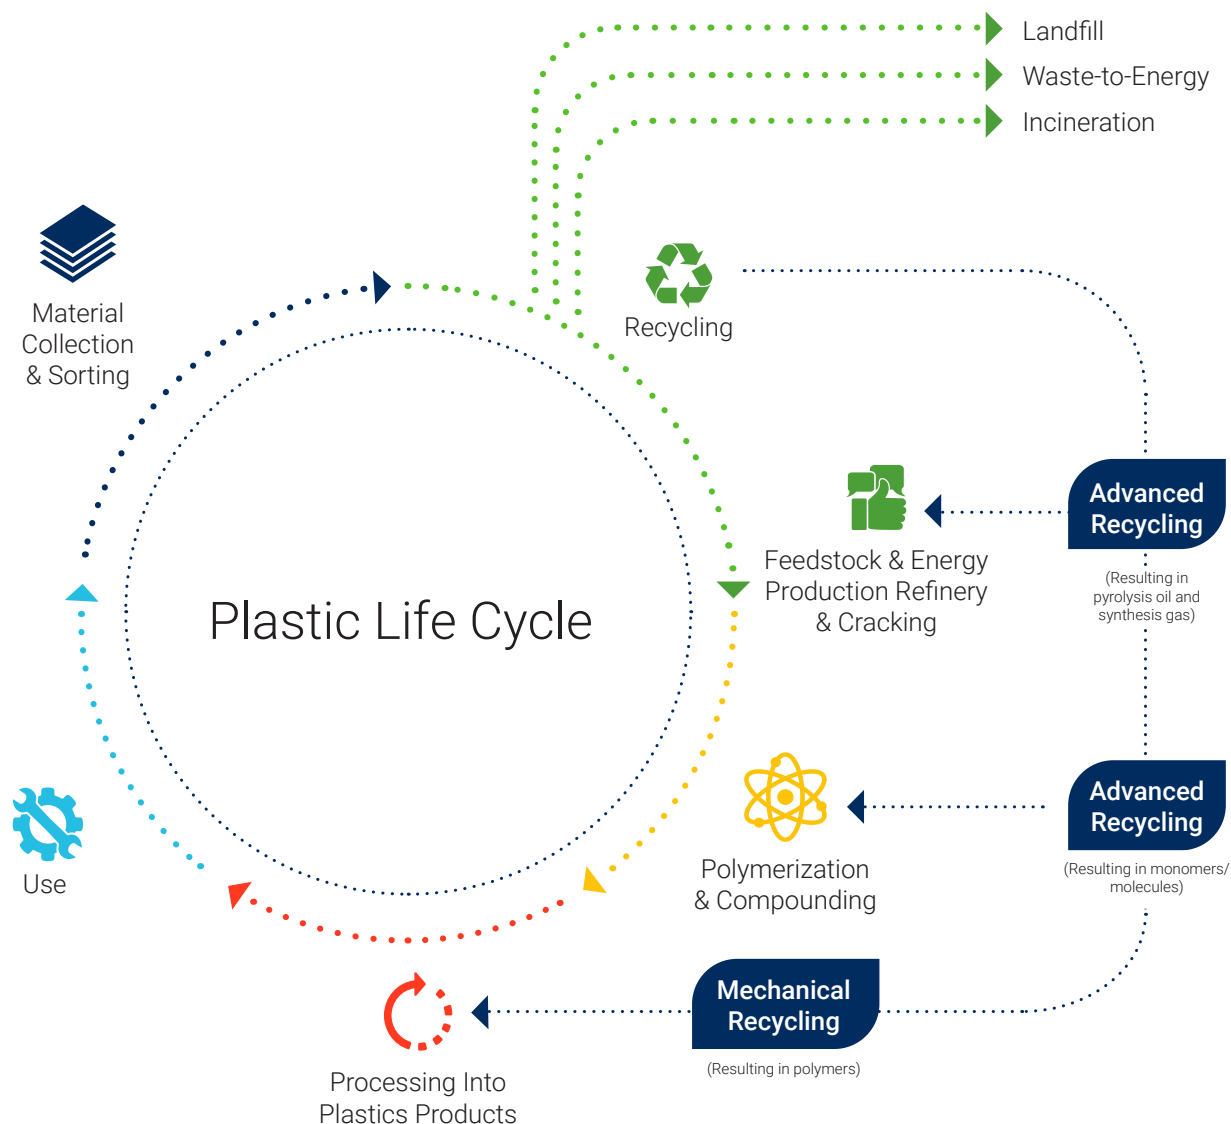 Landfill
Waste-to-Energy
Incineration
Material
Collection
& Sorting
Recycling
Advanced
Recycling
(Resulting in
pyrolysis oil and
synthesis gas)
Feedstock & Energy
Production Refinery
& Cracking
Plastic Life Cycle
Advanced
Recycling
(Resulting in monomers/
molecules)
Polymerization
& Compounding
Use
Mechanical
Recycling
(Resulting in polymers)
Processing Into
Plastics Products